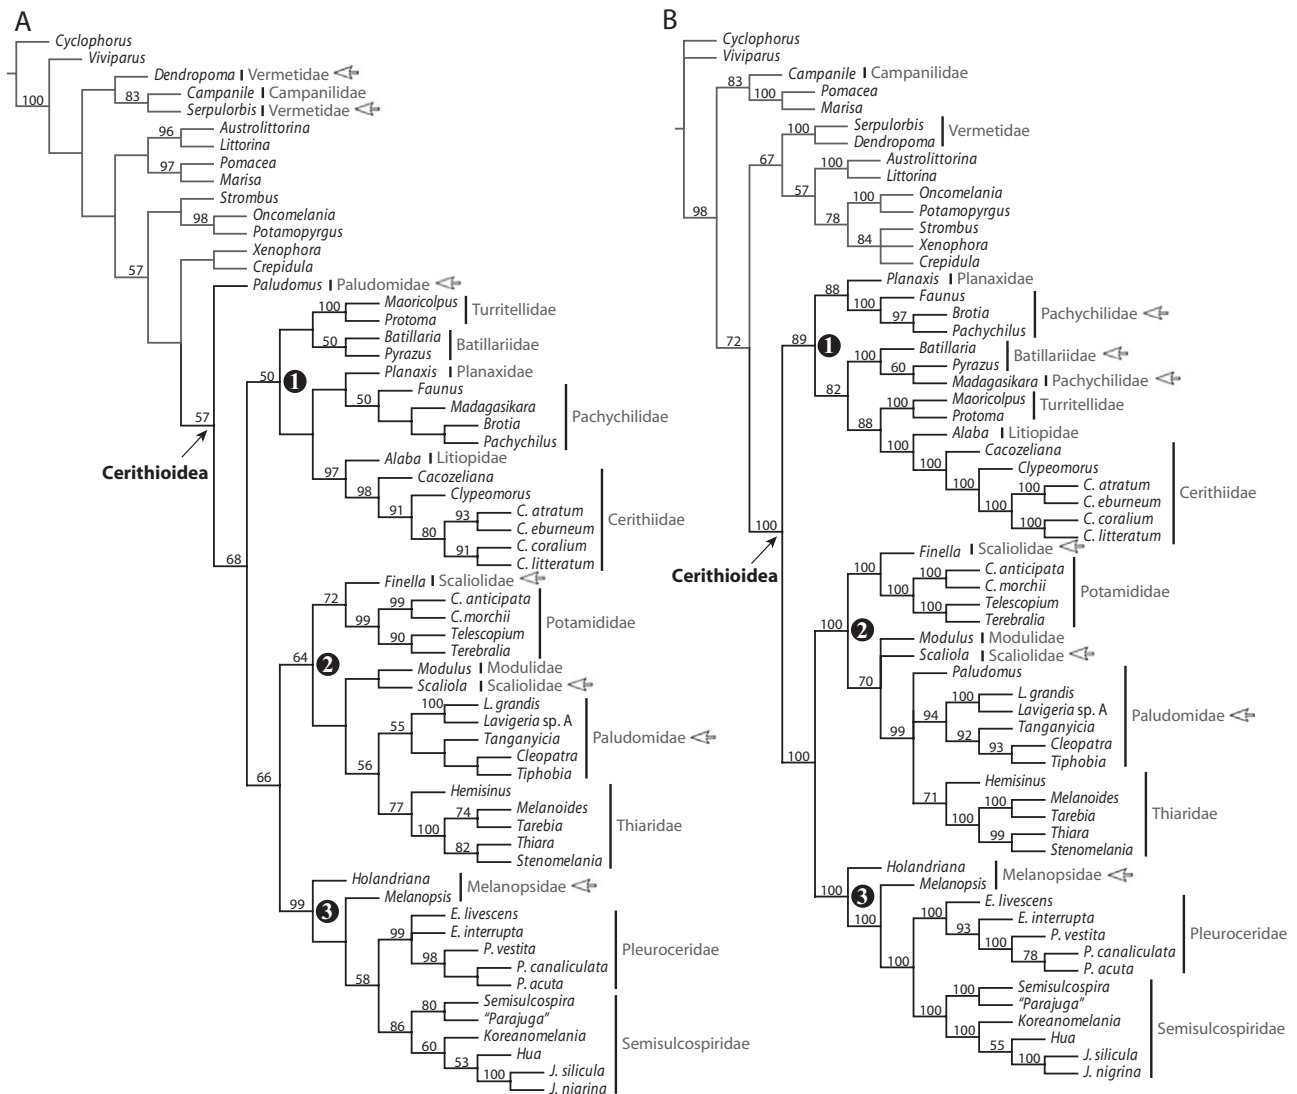 A
Cyclophorus
Viviparus
Dendropoma Vermetidae
100
83
Campanile Campanilidae
Serpulorbis Vermetidae
96
Austrolittorina
Littorina
97
Pomacea
Marisa
Strombus
98
Oncomelania
Potamopyrgus
57
Xenophora
Crepidula
Paludomus Paludomidae
100
Maoricolpus
Protoma
Turritellidae
50
Batillaria
Pyrazus
Batillariidae
50
1
Planaxis Planaxidae
50
Faunus
Madagasikara
Brotia
Pachychilus
Pachychilidae
57
Cerithioidea
97
Alaba Litiopidae
98
Cacozeliana
91
Clypeomorus
80
93
C. atratum
C. eburneum
91
C. coralium
C. litteratum
Cerithiidae
68
72
Finella Scaliolidae
99
99
C. anticipata
C. morchii
90
Telescopium
Terebralia
Potamididae
64
2
Modulus Modulidae
Scaliola Scaliolidae
100
L. grandis
Lavigeria sp. A
55
Tanganyicia
Cleopatra
Tiphobia
Paludomidae
56
66
77
Hemisinus
100
74
Melanoides
Tarebia
82
Thiara
Stenomelania
Thiaridae
99
3
Holandriana
Melanopsis
Melanopsidae
99
E. livescens
E. interrupta
98
P. vestita
P. canaliculata
P. acuta
Pleuroceridae
58
80
Semisulcospira
"Parajuga"
86
60
Koreanomelania
53
Hua
100
J. silicula
J. nigrina
Semisulcospiridae
B
Cyclophorus
Viviparus
83
Campanile Campanilidae
100
Pomacea
Marisa
98
100
Serpulorbis
Dendropoma
Vermetidae
67
100
Austrolittorina
Littorina
57
100
Oncomelania
Potamopyrgus
78
84
Strombus
Xenophora
Crepidula
72
88
Planaxis Planaxidae
100
Faunus
97
Brotia
Pachychilus
Pachychilidae
89
1
100
Batillaria
60
Pyrazus
Batillariidae
Madagasikara Pachychilidae
82
100
Maoricolpus
Protoma
Turritellidae
88
100
Alaba Litiopidae
100
Cacozeliana
100
Clypeomorus
100
100
C. atratum
C. eburneum
100
C. coralium
C. litteratum
Cerithiidae
100
Cerithioidea
100
Finella Scaliolidae
100
100
C. anticipata
C. morchii
100
Telescopium
Terebralia
Potamididae
100
2
Modulus Modulidae
Scaliola Scaliolidae
70
Paludomus
99
94
100
L. grandis
Lavigeria sp. A
92
Tanganyicia
93
Cleopatra
Tiphobia
Paludomidae
100
71
Hemisinus
100
100
Melanoides
Tarebia
99
Thiara
Stenomelania
Thiaridae
100
3
Holandriana
Melanopsis
Melanopsidae
100
100
E. livescens
93
E. interrupta
100
P. vestita
78
P. canaliculata
P. acuta
Pleuroceridae
100
100
Semisulcospira
"Parajuga"
100
100
Koreanomelania
55
Hua
100
J. silicula
J. nigrina
Semisulcospiridae